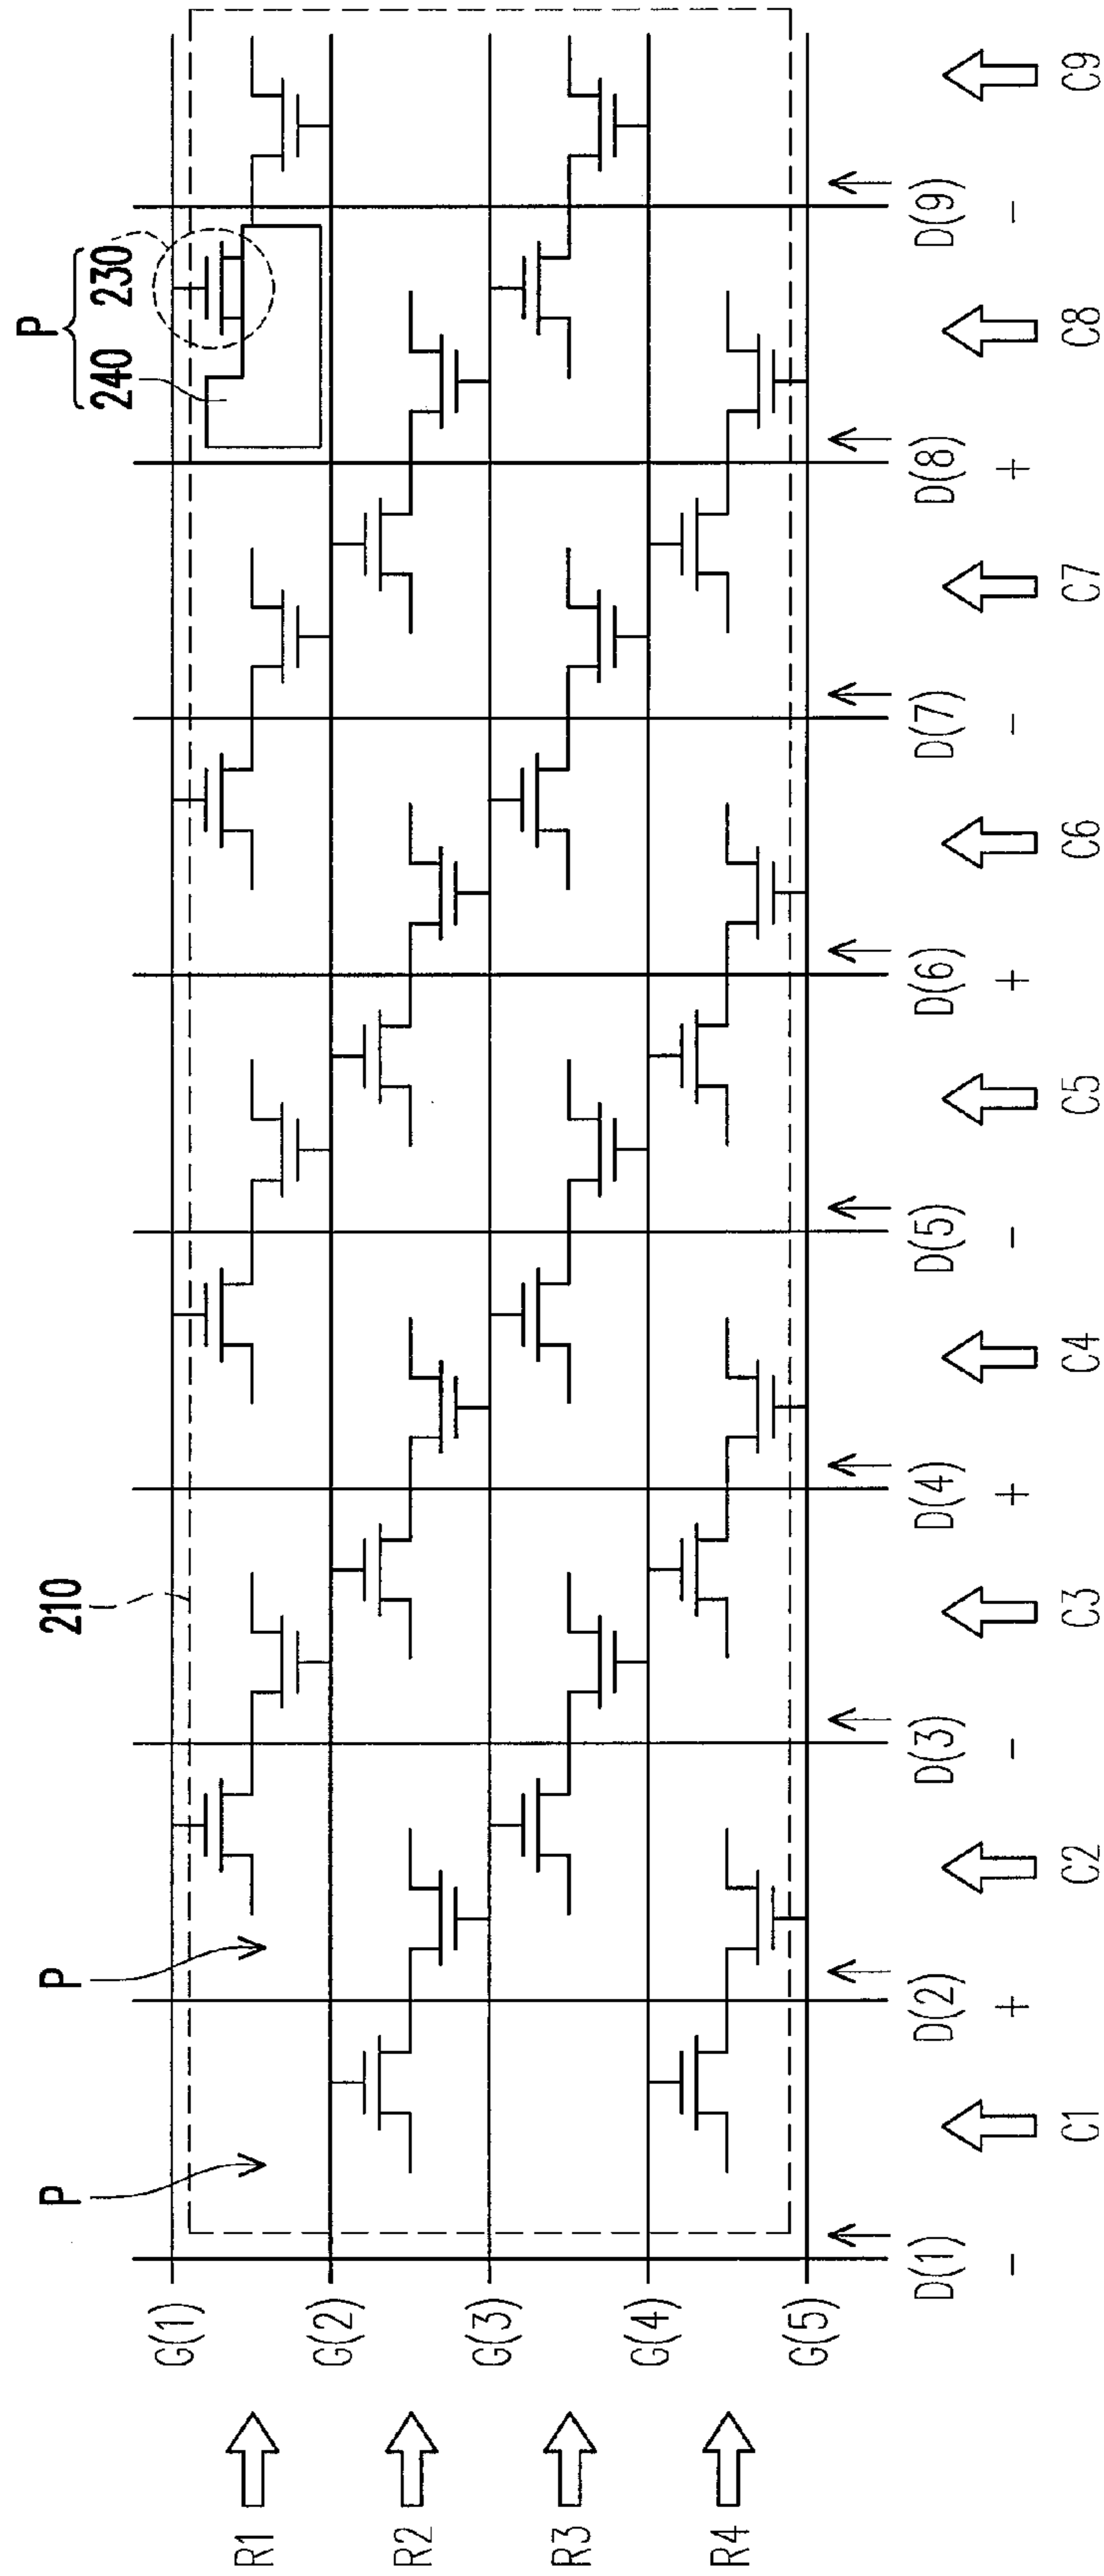 P
240 230
210
P
P
G(1)
G(2)
G(3)
G(4)
G(5)
R1
R2
R3
R4
D(1) D(2) D(3) D(4) D(5) D(6) D(7) D(8) D(9)
- + - + - + - + -
C1 C2 C3 C4 C5 C6 C7 C8 C9